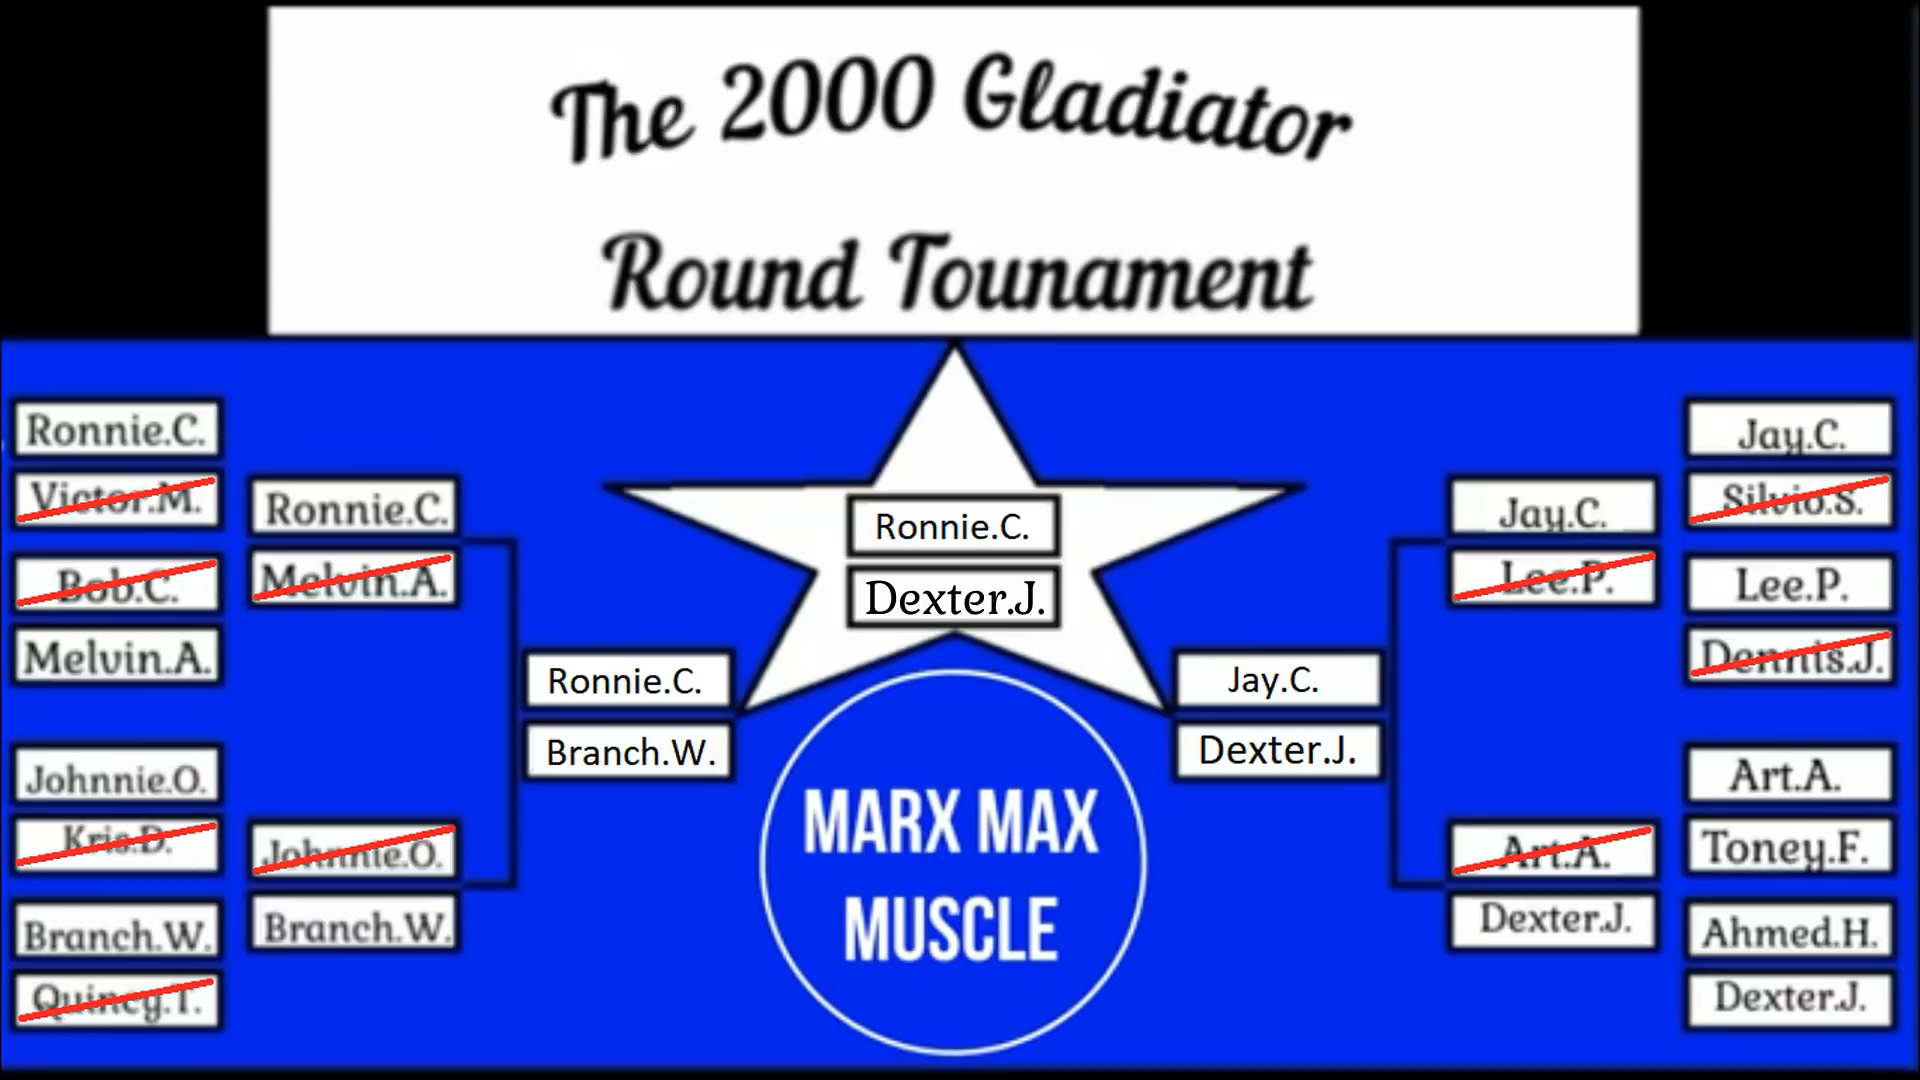 The 2000 Gladiator
Round Tounament
Ronnie.C.
Victor.M.
Bob.C.
Melvin.A.
Johnnie.O.
Kris.D.
Branch.W.
Quincy.T.
Ronnie.C.
Melvin.A.
Johnnie.O.
Branch.W.
Ronnie.C.
Branch.W.
Ronnie.C.
Dexter.J.
MARX MAX
MUSCLE
Jay.C.
Dexter.J.
Jay.C.
Lee.P.
Art.A.
Dexter.J.
Jay.C.
Silvio.S.
Lee.P.
Dennis.J.
Art.A.
Toney.F.
Ahmed.H.
Dexter.J.